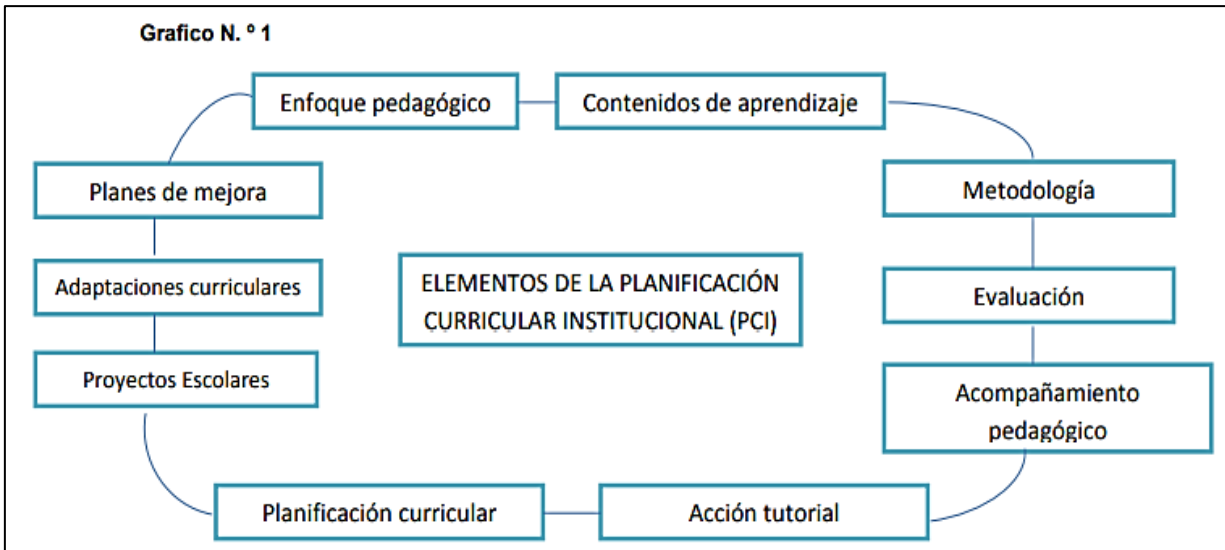 Grafico N. º 1
Enfoque pedagógico
Contenidos de aprendizaje
Planes de mejora
Metodología
Adaptaciones curriculares
ELEMENTOS DE LA PLANIFICACIÓN
CURRICULAR INSTITUCIONAL (PCI)
Evaluación
Proyectos Escolares
Acompañamiento
pedagógico
Planificación curricular
Acción tutorial